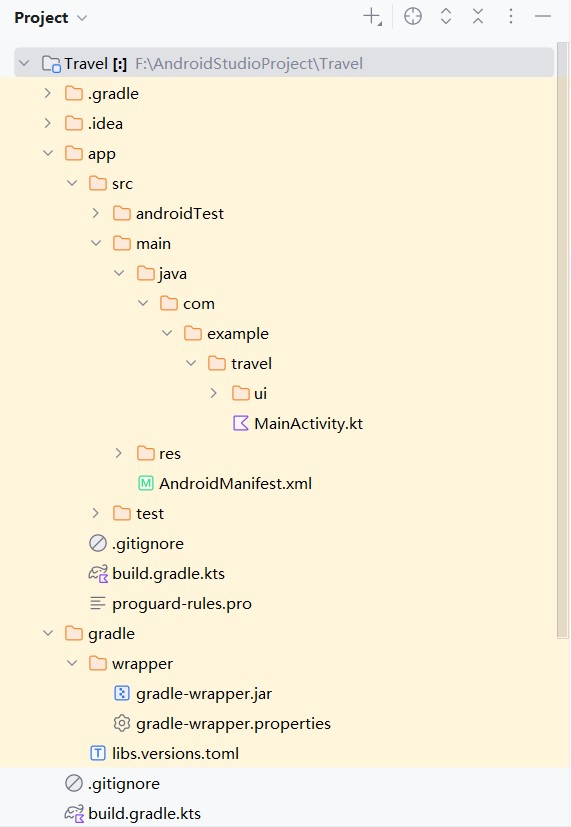 Project
Travel [:] F:\AndroidStudioProject\Travel
.gradle
.idea
app
src
androidTest
main
java
com
example
travel
ui
MainActivity.kt
res
AndroidManifest.xml
test
.gitignore
build.gradle.kts
proguard-rules.pro
gradle
wrapper
gradle-wrapper.jar
gradle-wrapper.properties
libs.versions.toml
.gitignore
build.gradle.kts